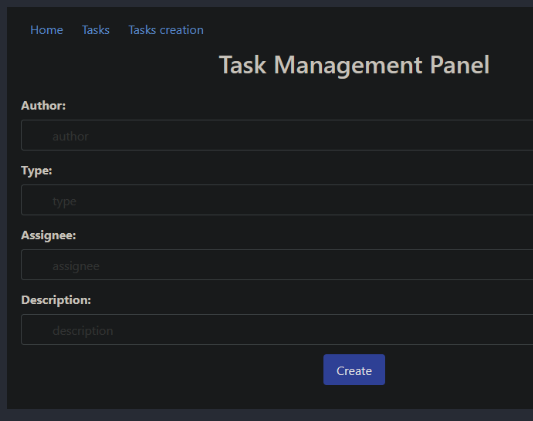 Home Tasks Tasks creation
Task Management Panel
Author:
author
Type:
type
Assignee:
assignee
Description:
description
Create